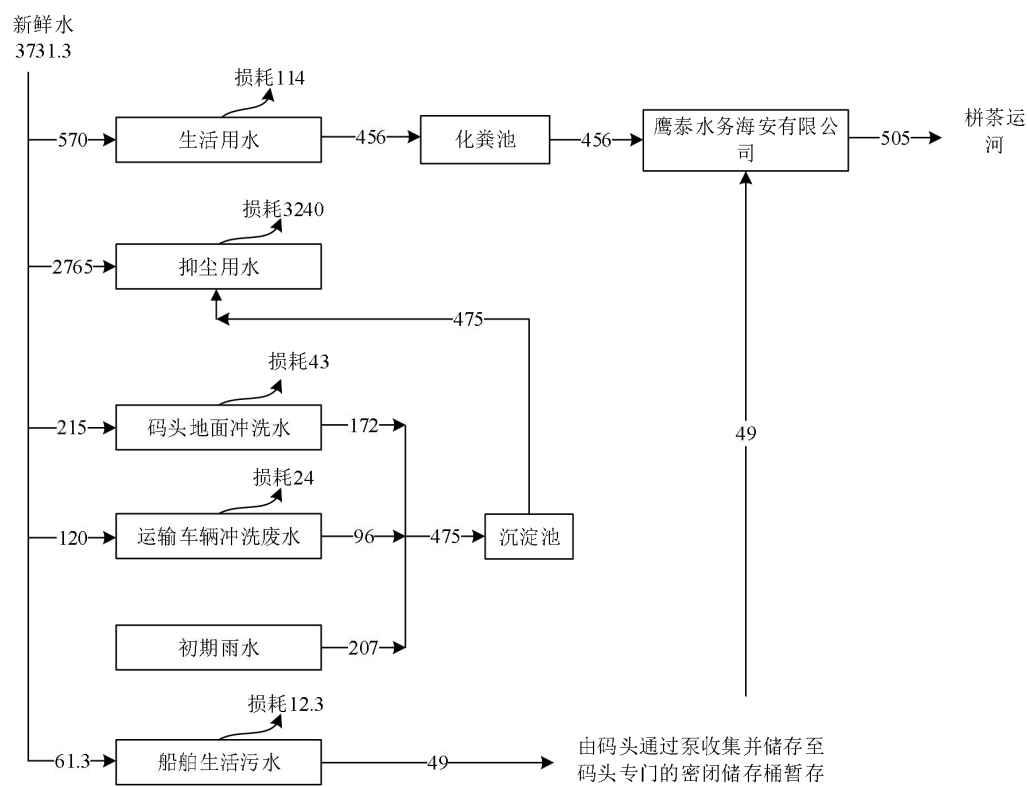 新鲜水
3731.3
损耗114
570
生活用水
456
化粪池
456
鹰泰水务海安有限公
司
505
栟茶运
河
损耗3240
2765
抑尘用水
475
损耗43
215
码头地面冲洗水
172
49
损耗24
120
运输车辆冲洗废水
96
475
沉淀池
初期雨水
207
损耗12.3
61.3
船舶生活污水
49
由码头通过泵收集并储存至
码头专门的密闭储存桶暂存